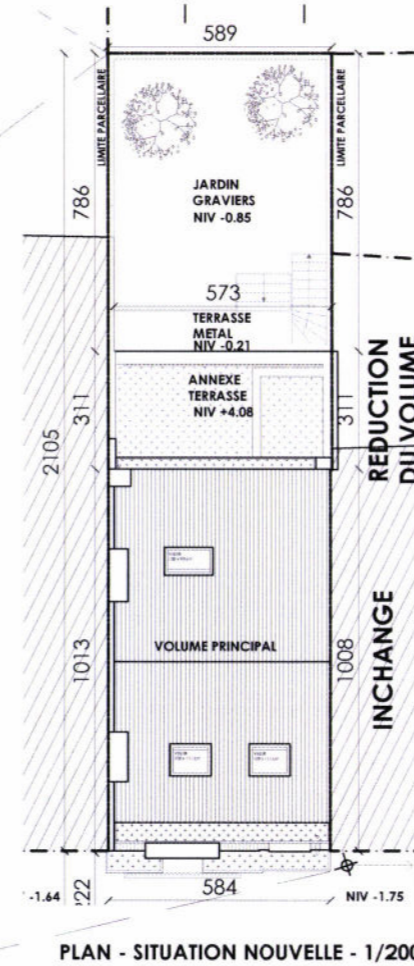 589
LIMITE PARCELLAIRE
LIMITE PARCELLAIRE
786
786
JARDIN
GRAVIERS
NIV -0.85
573
TERRASSE
METAL
NIV -0.21
ANNEXE
TERRASSE
NIV +4.08
311
311
REDUCTION
DU VOLUME
2105
1013
VOLUME PRINCIPAL
1008
INCHANGE
584
-1.64
NIV -1.75
PLAN - SITUATION NOUVELLE - 1/200